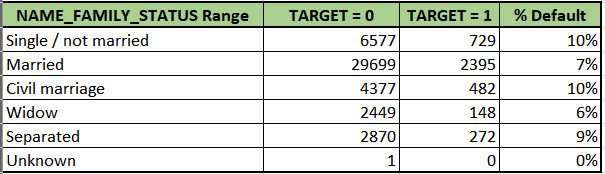 NAME_FAMILY_STATUS Range TARGET = 0 TARGET = 1 % Default
Single / not married 6577 729 10%
Married 29699 2395 7%
Civil marriage 4377 482 10%
Widow 2449 148 6%
Separated 2870 272 9%
Unknown 1 0 0%